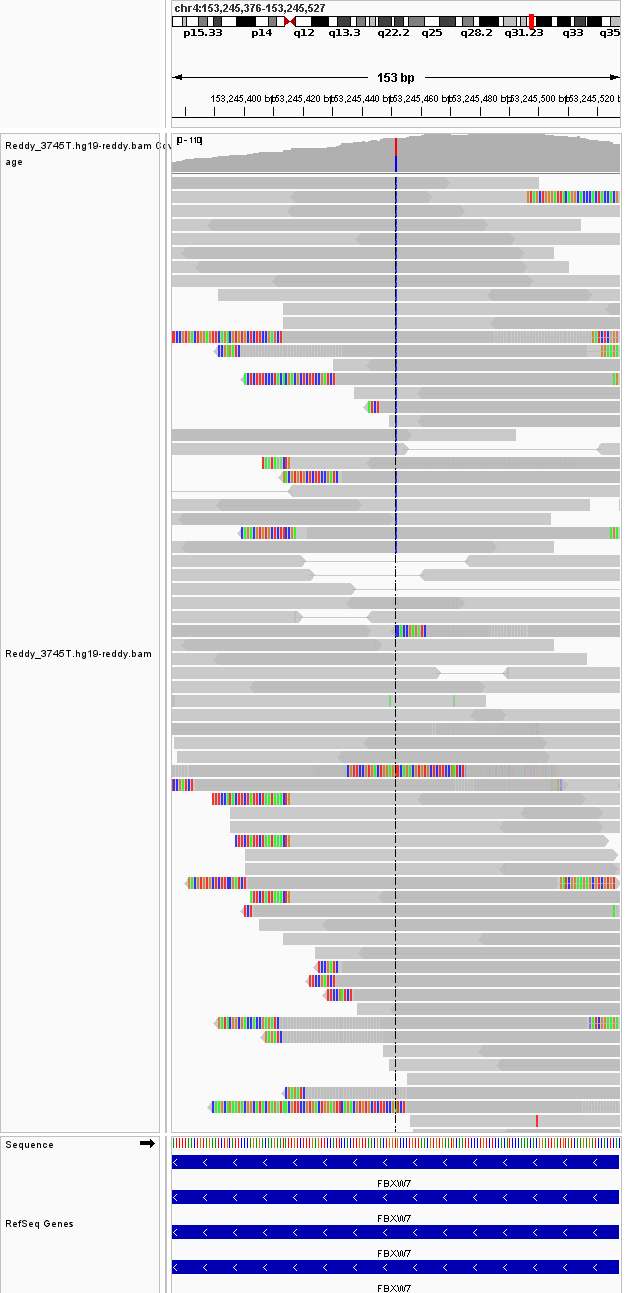 chr4:153,245,376-153,245,527
p15.33 p14 q12 q13.3 q22.2 q25 q28.2 q31.23 q33 q35
153 bp
153,245,400 bp 153,245,420 bp 153,245,440 bp 153,245,460 bp 153,245,480 bp 153,245,500 bp 153,245,520 b
[0 - 110]
Reddy_3745T.hg19-reddy.bam Cov
age
Reddy_3745T.hg19-reddy.bam
Sequence
FBXW7
FBXW7
RefSeq Genes
FBXW7
FBXW7